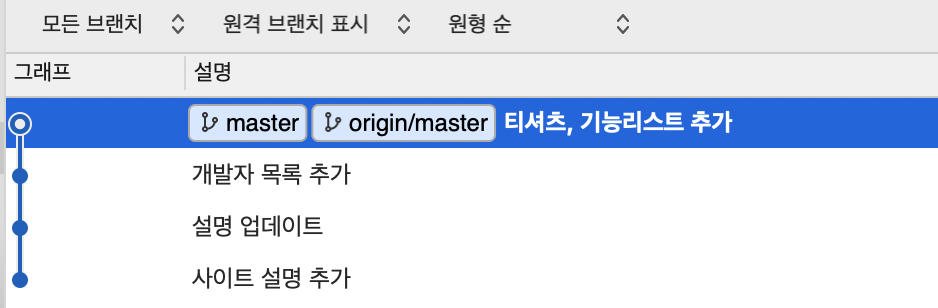 모든 브랜치 원격 브랜치 표시 원형 순
그래프 설명
master origin/master 티셔츠, 기능리스트 추가
개발자 목록 추가
설명 업데이트
사이트 설명 추가